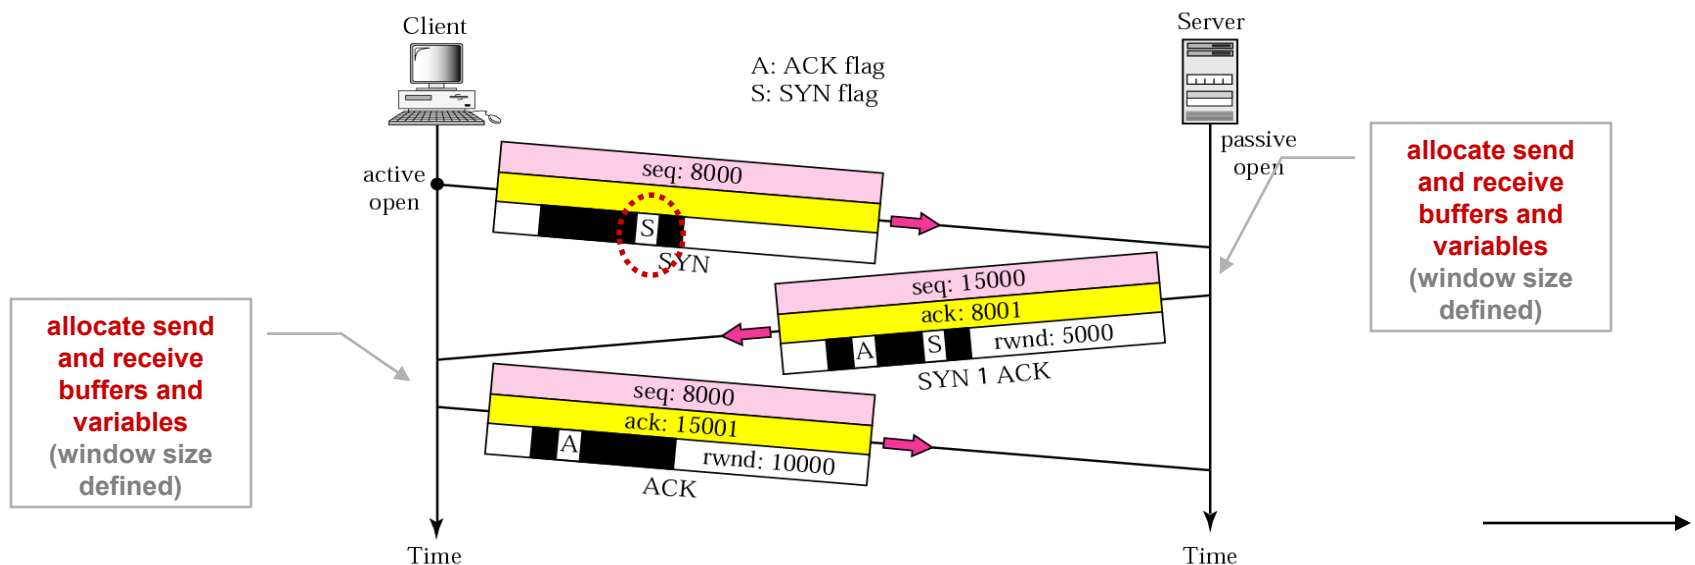 Client
Server
A: ACK flag
S: SYN flag
active
open
passive
open
seq: 8000
S
SYN
seq: 15000
ack: 8001
A
S
rwnd: 5000
SYN 1 ACK
seq: 8000
ack: 15001
A
rwnd: 10000
ACK
Time
Time
allocate send
and receive
buffers and
variables
(window size
defined)
allocate send
and receive
buffers and
variables
(window size
defined)